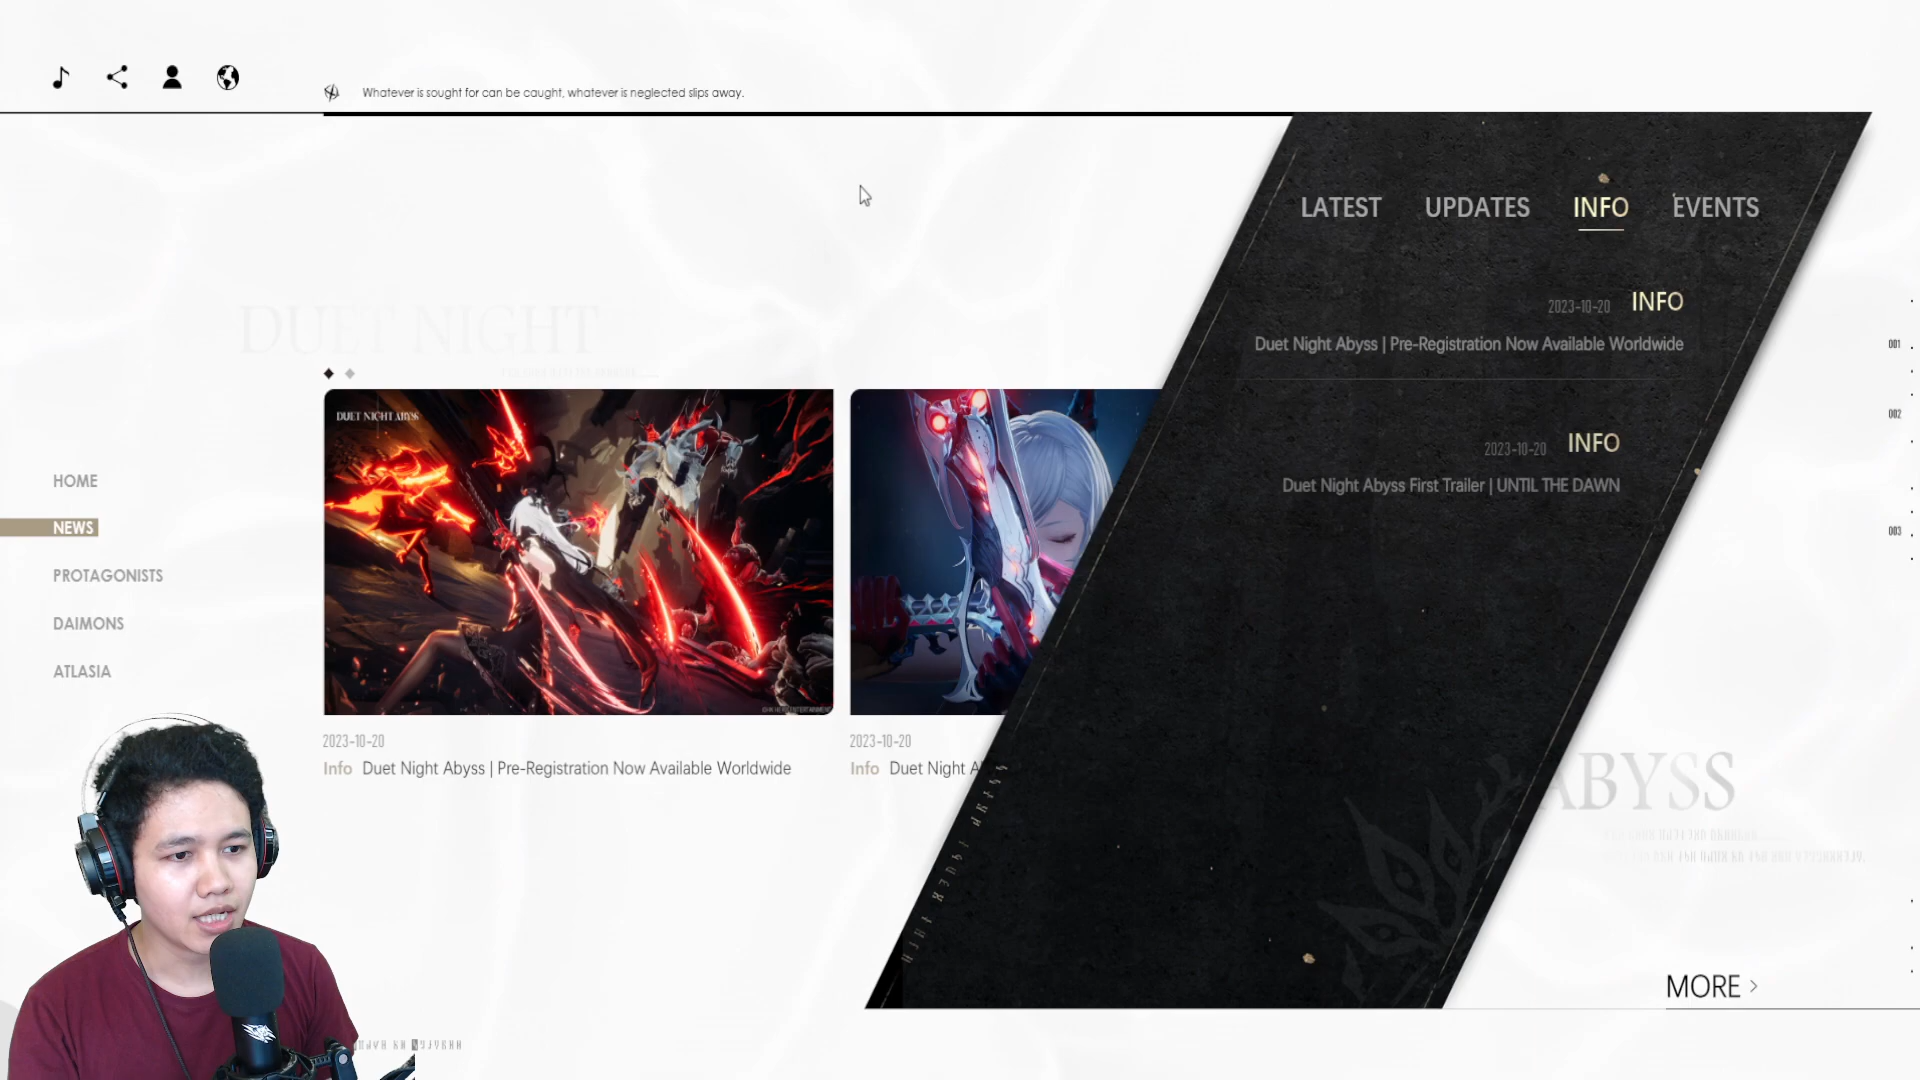 Whatever is sought for can be caught, whatever is neglected slips away.
LATEST
UPDATES
INFO
EVENTS
2023-10-20
INFO
Duet Night Abyss | Pre-Registration Now Available Worldwide
2023-10-20
INFO
Duet Night Abyss First Trailer | UNTIL THE DAWN
DUET NIGHT
DUET NIGHT ABYSS
HOME
NEWS
PROTAGONISTS
DAIMONS
ATLASIA
2023-10-20
Info Duet Night Abyss | Pre-Registration Now Available Worldwide
2023-10-20
Info Duet Night A
001
002
003
ABYSS
MORE